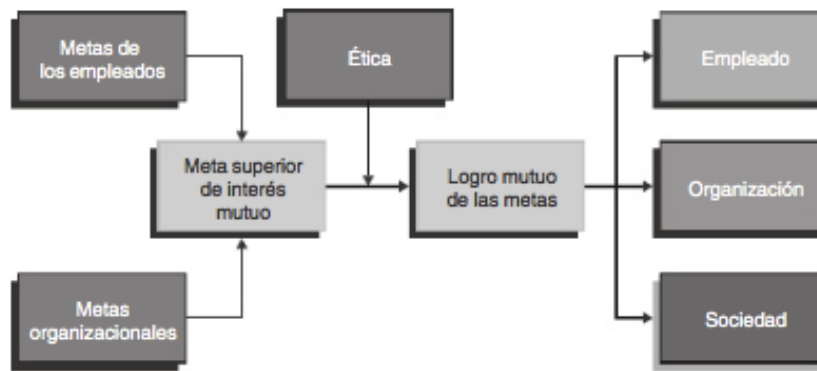 Metas de
los empleados
Ética
Empleado
Meta superior
de interés
mutuo
Logro mutuo
de las metas
Organización
Metas
organizacionales
Sociedad